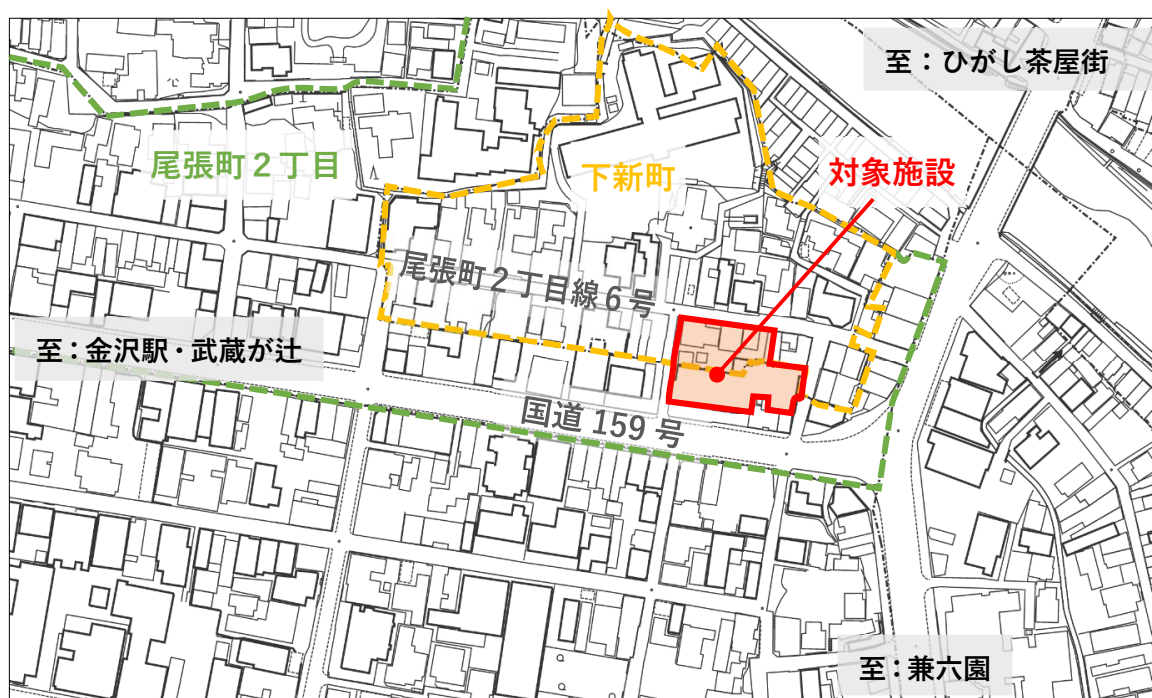 至：ひがし茶屋街
尾張町２丁目
下新町
対象施設
尾張町２丁目線６号
至：金沢駅・武蔵が辻
国道 159 号
至：兼六園